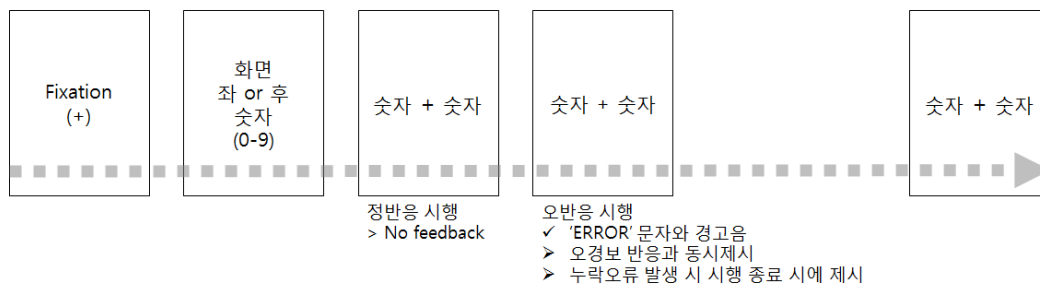 Fixation
(+)
화면
좌 or 후
숫자
(0-9)
숫자 + 숫자
숫자 + 숫자
숫자 + 숫자
정반응 시행
> No feedback
오반응 시행
✓ ‘ERROR’ 문자와 경고음
➤ 오경보 반응과 동시제시
➤ 누락오류 발생 시 시행 종료 시에 제시